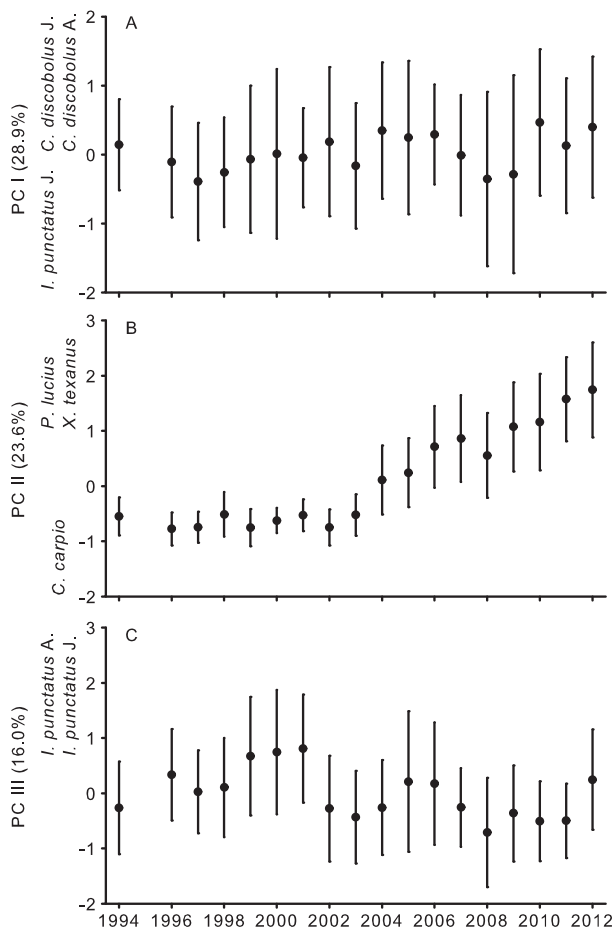 A
2
1
0
-1
-2
PC I (28.9%)
I. punctatus J. C. discobolus J.
C. discobolus A.
B
3
2
1
0
-1
-2
PC II (23.6%)
C. carpio P. lucius
X. texanus
C
3
2
1
0
-1
-2
PC III (16.0%)
I. punctatus A.
I. punctatus J.
1994 1996 1998 2000 2002 2004 2006 2008 2010 2012